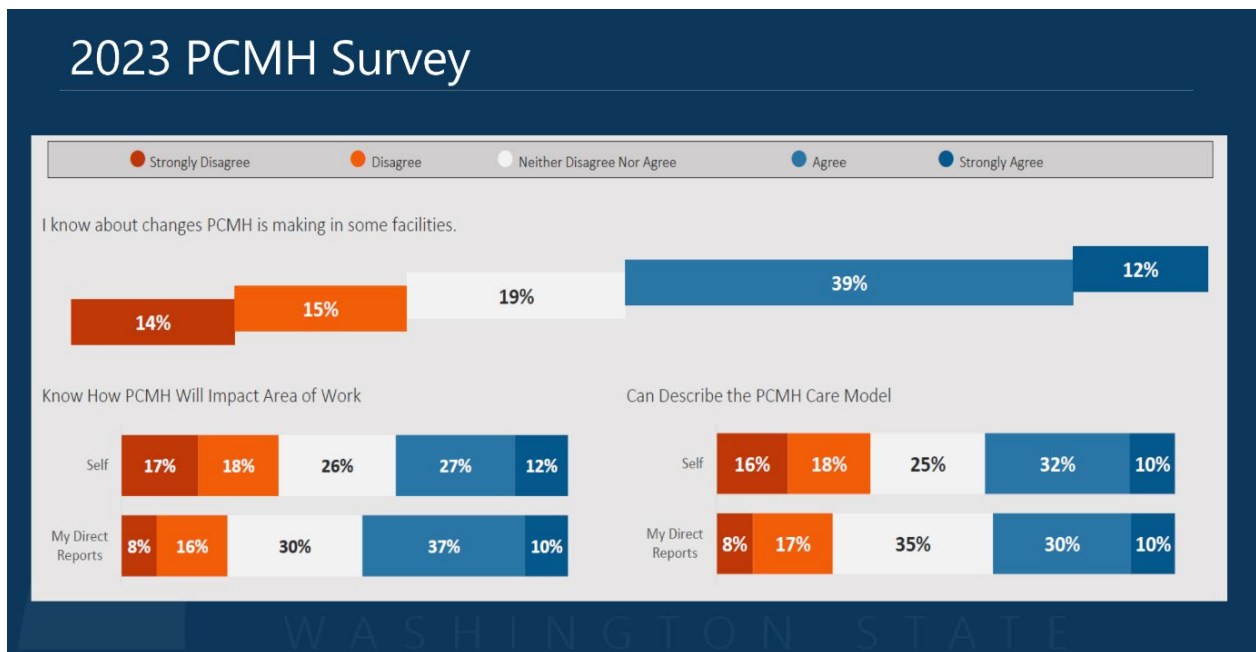 2023 PCMH Survey
Strongly Disagree Disagree Neither Disagree Nor Agree Agree Strongly Agree
I know about changes PCMH is making in some facilities.
14% 15% 19% 39% 12%
Know How PCMH Will Impact Area of Work
Self 17% 18% 26% 27% 12%
My Direct
Reports
8% 16% 30% 37% 10%
Can Describe the PCMH Care Model
Self 16% 18% 25% 32% 10%
My Direct
Reports
8% 17% 35% 30% 10%
WASHINGTON STATE